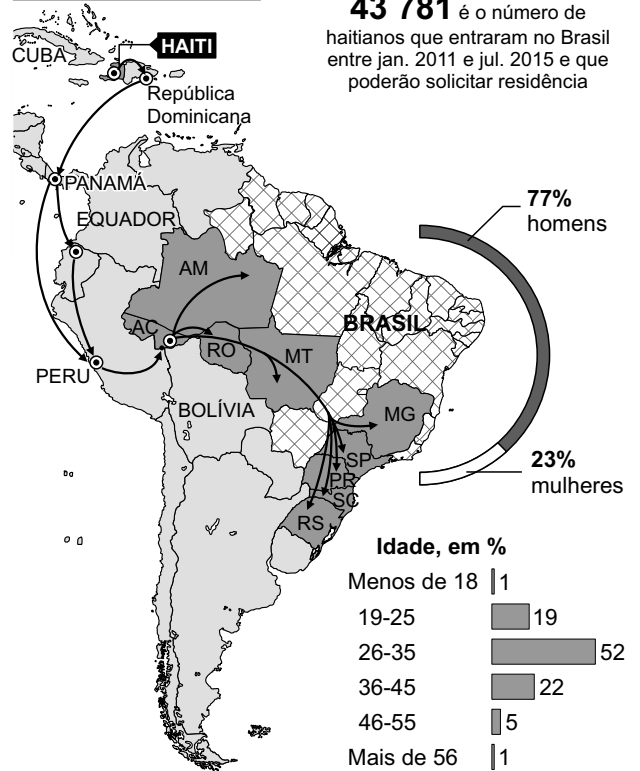 43 781 é o número de
haitianos que entraram no Brasil
entre jan. 2011 e jul. 2015 e que
poderão solicitar residência
CUBA
HAITI
República
Dominicana
PANAMÁ
EQUADOR
PERU
BOLÍVIA
BRASIL
AM
AC
RO
MT
MG
SP
PR
SC
RS
77%
homens
23%
mulheres
Idade, em %
Menos de 18 1
19-25 19
26-35 52
36-45 22
46-55 5
Mais de 56 1